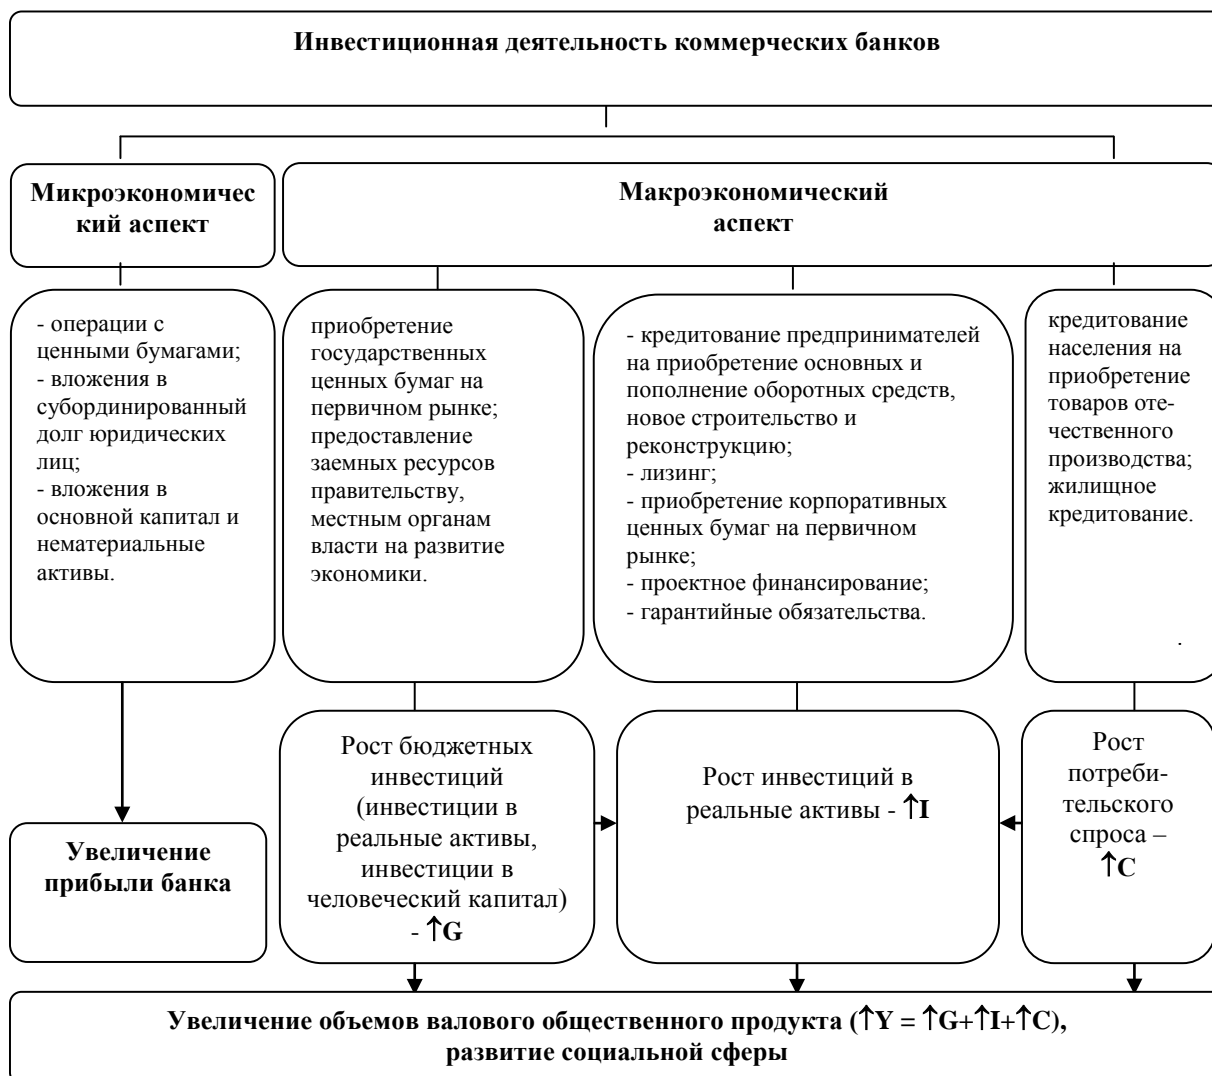 Инвестиционная деятельность коммерческих банков
Микроэкономичес
кий аспект
Макроэкономический
аспект
- операции с
ценными бумагами;
- вложения в
субординированный
долг юридических
лиц;
- вложения в
основной капитал и
нематериальные
активы.
приобретение
государственных
ценных бумаг на
первичном рынке;
предоставление
заемных ресурсов
правительству,
местным органам
власти на развитие
экономики.
- кредитование предпринимателей
на приобретение основных и
пополнение оборотных средств,
новое строительство и
реконструкцию;
- лизинг;
- приобретение корпоративных
ценных бумаг на первичном
рынке;
- проектное финансирование;
- гарантийные обязательства.
кредитование
населения на
приобретение
товаров оте-
чественного
производства;
жилищное
кредитование.
.
Увеличение
прибыли банка
Рост бюджетных
инвестиций
(инвестиции в
реальные активы,
инвестиции в
человеческий капитал)
- ↑G
Рост инвестиций в
реальные активы - ↑I
Рост
потреби-
тельского
спроса –
↑C
Увеличение объемов валового общественного продукта (↑Y = ↑G+↑I+↑C),
развитие социальной сферы